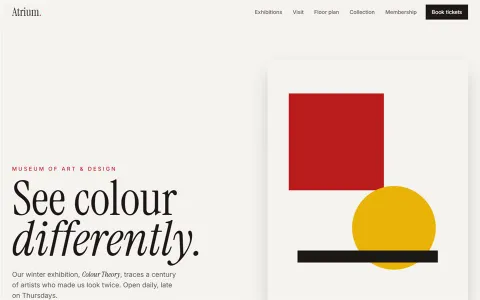 Atrium.
Exhibitions Visit Floor plan Collection Membership Book tickets
MUSEUM OF ART & DESIGN
See colour
differently.
Our winter exhibition, Colour Theory, traces a century
of artists who made us look twice. Open daily, late
on Thursdays.